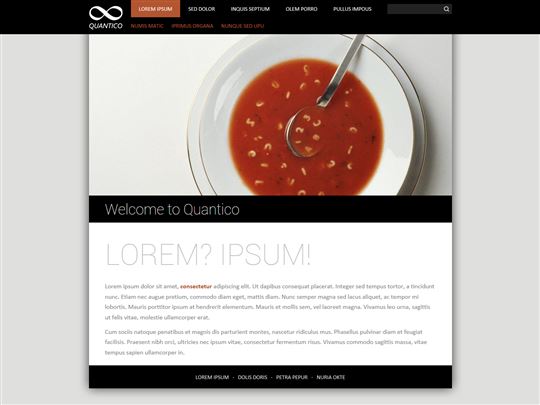 LOREM IPSUM SED DOLOR INQUIS SEPTIUM OLEM PORRO PULLUS IMPOUS
QUANTICO NUMIS MATIC IPRIMUS ORGANA NUNQUE SED UPU
Welcome to Quantico
LOREM? IPSUM!
Lorem ipsum dolor sit amet, consectetur adipiscing elit. Ut dapibus consequat placerat. Integer sed tempus tortor, a tincidunt
nunc. Etiam nec augue pretium, commodo diam eget, mattis diam. Nunc semper magna sed lacus aliquet, ac tempor mi
lobortis. Mauris porttitor ipsum at hendrerit elementum. Mauris et mollis sem, vel laoreet magna. Vivamus leo urna, sagittis
ut felis vitae, molestie ullamcorper erat.
Cum sociis natoque penatibus et magnis dis parturient montes, nascetur ridiculus mus. Phasellus pulvinar diam et feugiat
facilisis. Praesent nibh orci, ultricies nec ipsum vitae, consectetur fermentum risus. Vivamus commodo sagittis massa, vitae
tempus sapien ullamcorper in.
LOREM IPSUM - DOLIS DORIS - PETRA PEPUR - NURIA OKTE